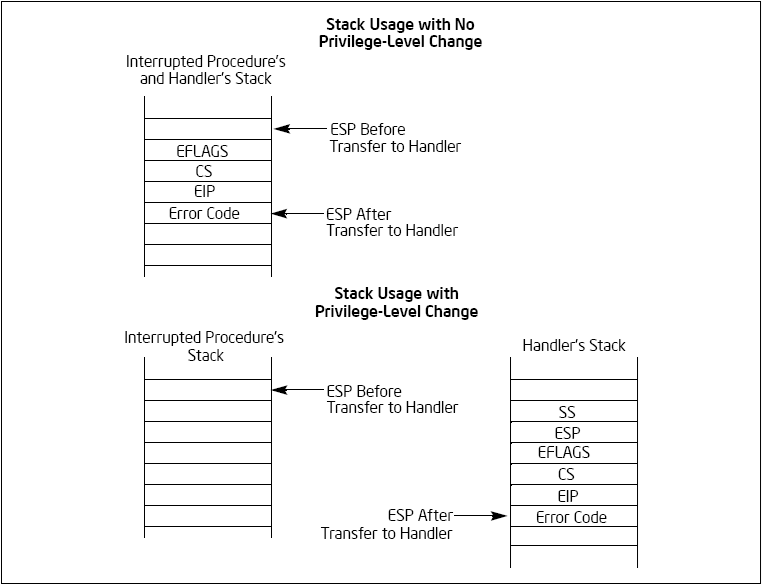 Stack Usage with No
Privilege-Level Change
Interrupted Procedure's
and Handler's Stack
ESP Before
Transfer to Handler
EFLAGS
CS
EIP
Error Code
ESP After
Transfer to Handler
Stack Usage with
Privilege-Level Change
Interrupted Procedure's
Stack
Handler's Stack
ESP Before
Transfer to Handler
SS
ESP
EFLAGS
CS
EIP
ESP After
Transfer to Handler
Error Code